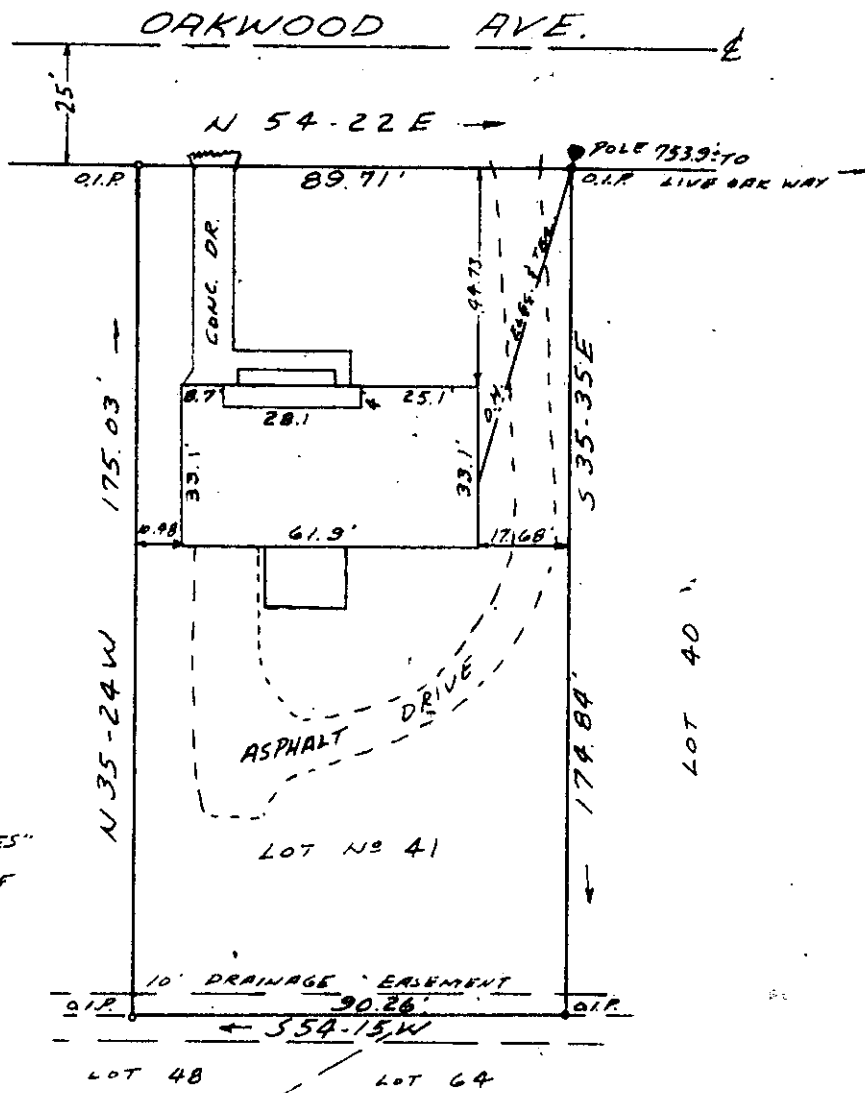 OAKWOOD AVE.
25'
N 54-22 E
POLE 753.9'± TO
O.I.P.
89.71'
O.I.P.
LIVE OAK WAY
CONC. DR.
44.73
175.03'
S 35-35 E
8.7'
28.1
4
25.1'
33.1'
33.1'
10.98
61.9'
17.68'
N 35-24 W
DRIVE
ASPHALT
174.84'
LOT 40
LOT Nº 41
10' DRAINAGE EASEMENT
O.I.P.
90.26'
O.I.P.
S 54-15 W
LOT 48
LOT 64